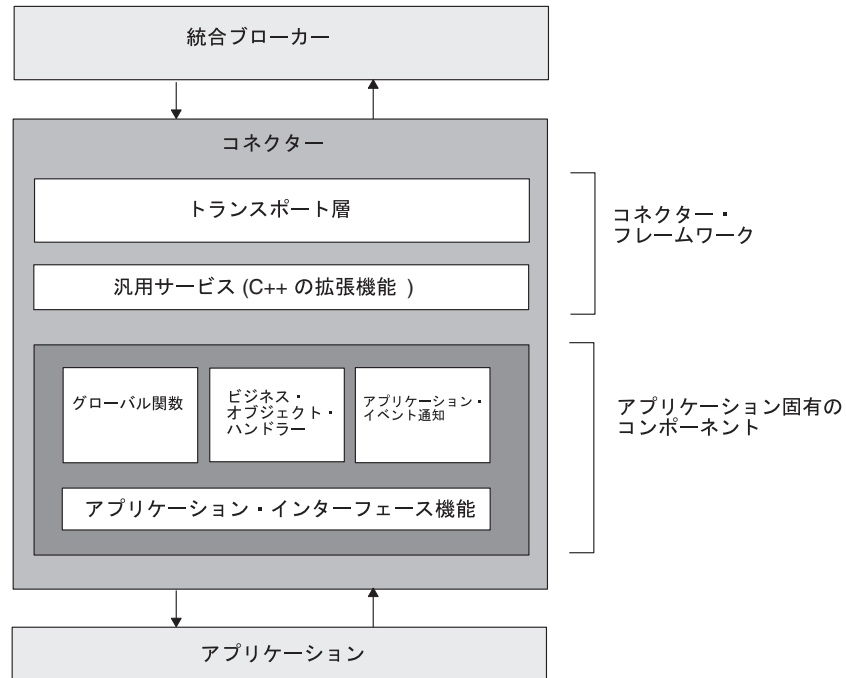 統合ブローカー
コネクター
トランスポート層
コネクター・
フレームワーク
汎用サービス (C++ の拡張機能 )
グローバル関数
ビジネス・
オブジェクト・
ハンドラー
アプリケーション・
イベント通知
アプリケーション固有の
コンポーネント
アプリケーション・インターフェース機能
アプリケーション